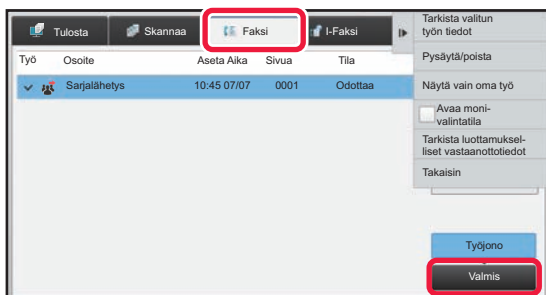 Tulosta
Skannaa
Faksi
I-Faksi
Työ
Osoite
Aseta Aika
Sivua
Tila
Sarjalähetys
10:45 07/07
0001
Odottaa
Tarkista valitun
työn tiedot
Pysäytä/poista
Näytä vain oma työ
Avaa moni-
valintatila
Tarkista luottamuksel-
liset vastaanottotiedot
Takaisin
Työjono
Valmis